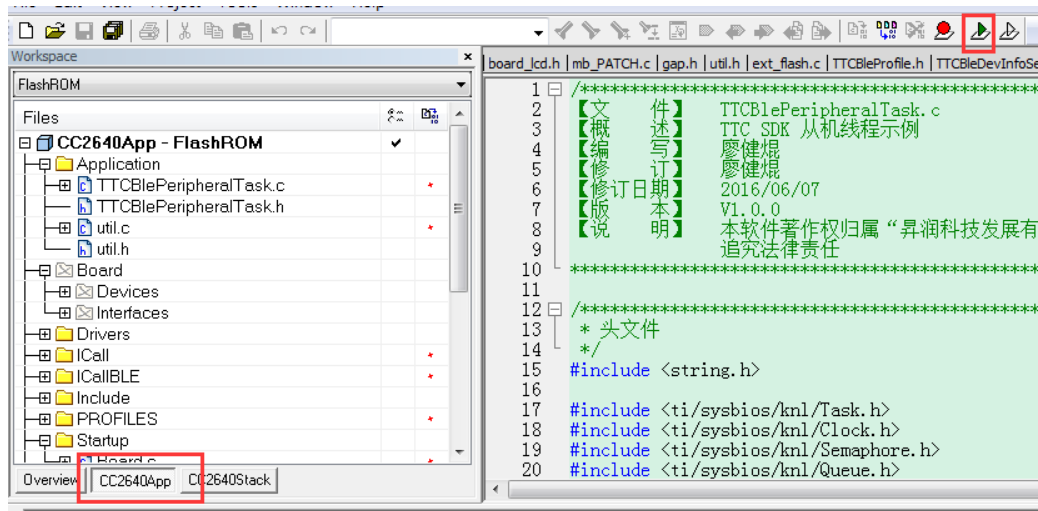 Workspace
FlashROM
Files
CC2640App - FlashROM
Application
TTCBlePeripheralTask.c
TTCBlePeripheralTask.h
util.c
util.h
Board
Devices
Interfaces
Drivers
ICall
ICallBLE
Include
PROFILES
Startup
Board.c
Overview CC2640App CC2640Stack
board_lcd.h | mb_PATCH.c | gap.h | util.h | ext_flash.c | TTCBleProfile.h | TTCBleDevInfoSe
1 /****************************************************
2 【文 件】 TTCBlePeripheralTask.c
3 【概 述】 TTC SDK 从机线程示例
4 【编 写】 廖健焜
5 【修 订】 廖健焜
6 【修订日期】 2016/06/07
7 【版 本】 V1.0.0
8 【说 明】 本软件著作权归属“昇润科技发展有
9 追究法律责任
10 *****************************************************
11
12 /****************************************************
13 * 头文件
14 */
15 #include <string.h>
16
17 #include <ti/sysbios/knl/Task.h>
18 #include <ti/sysbios/knl/Clock.h>
19 #include <ti/sysbios/knl/Semaphore.h>
20 #include <ti/sysbios/knl/Queue.h>